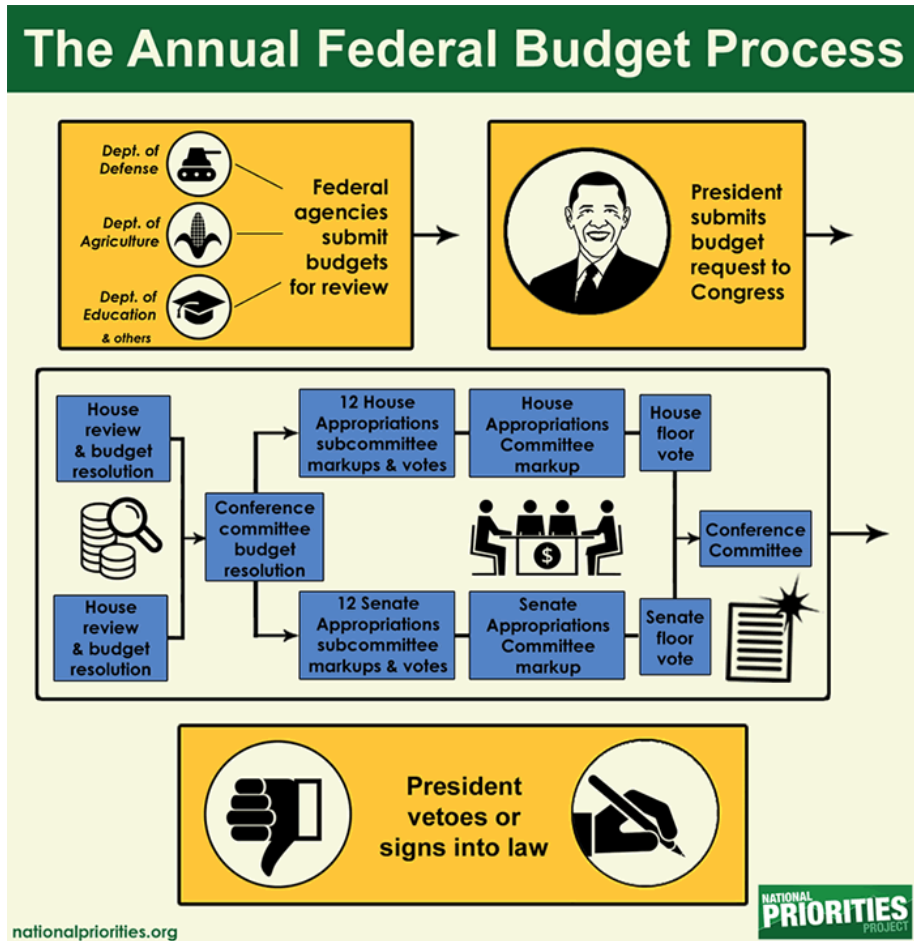 The Annual Federal Budget Process
Dept. of
Defense
Dept. of
Agriculture
Dept. of
Education
& others
Federal
agencies
submit
budgets
for review
President
submits
budget
request to
Congress
House
review
& budget
resolution
House
review
& budget
resolution
Conference
committee
budget
resolution
12 House
Appropriations
subcommittee
markups & votes
House
Appropriations
Committee
markup
House
floor
vote
12 Senate
Appropriations
subcommittee
markups & votes
Senate
Appropriations
Committee
markup
Senate
floor
vote
$
Conference
Committee
President
vetoes or
signs into law
nationalpriorities.org
NATIONAL
PRIORITIES
PROJECT